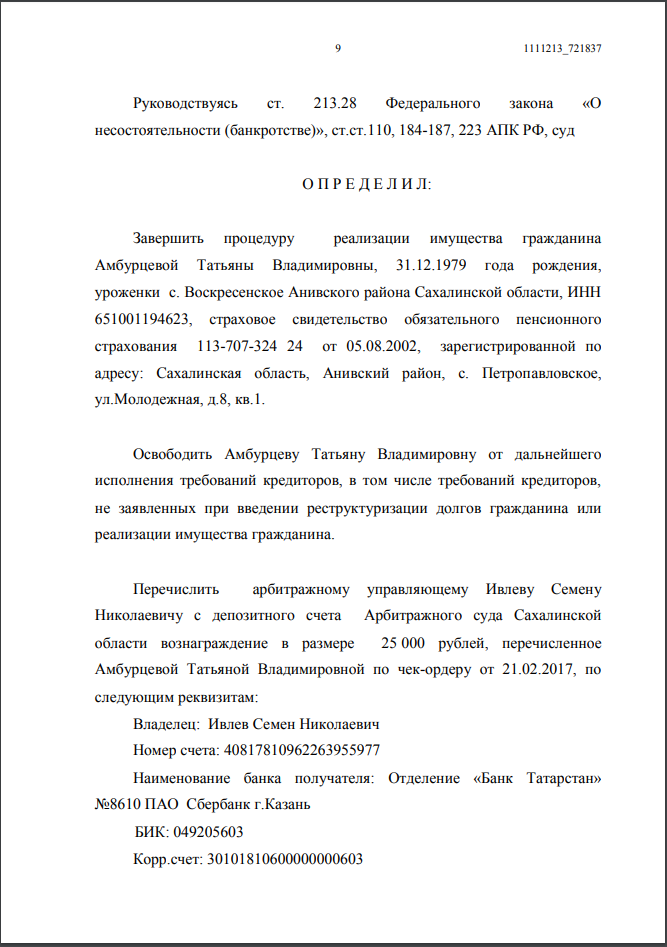 9 1111213_721837
Руководствуясь ст. 213.28 Федерального закона «О
несостоятельности (банкротстве)», ст.ст.110, 184-187, 223 АПК РФ, суд
О П Р Е Д Е Л И Л:
Завершить процедуру реализации имущества гражданина
Амбурцевой Татьяны Владимировны, 31.12.1979 года рождения,
уроженки с. Воскресенское Анивского района Сахалинской области, ИНН
651001194623, страховое свидетельство обязательного пенсионного
страхования 113-707-324 24 от 05.08.2002, зарегистрированной по
адресу: Сахалинская область, Анивский район, с. Петропавловское,
ул.Молодежная, д.8, кв.1.
Освободить Амбурцеву Татьяну Владимировну от дальнейшего
исполнения требований кредиторов, в том числе требований кредиторов,
не заявленных при введении реструктуризации долгов гражданина или
реализации имущества гражданина.
Перечислить арбитражному управляющему Ивлеву Семену
Николаевичу с депозитного счета Арбитражного суда Сахалинской
области вознаграждение в размере 25 000 рублей, перечисленное
Амбурцевой Татьяной Владимировной по чек-ордеру от 21.02.2017, по
следующим реквизитам:
Владелец: Ивлев Семен Николаевич
Номер счета: 40817810962263955977
Наименование банка получателя: Отделение «Банк Татарстан»
№8610 ПАО Сбербанк г.Казань
БИК: 049205603
Корр.счет: 30101810600000000603